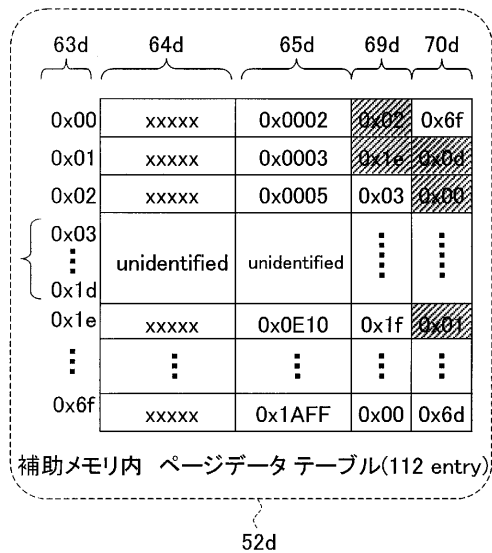 63d 64d 65d 69d 70d
0x00 xxxxx 0x0002 0x02 0x6f
0x01 xxxxx 0x0003 0x1e 0x0d
0x02 xxxxx 0x0005 0x03 0x00
0x03
0x1d
unidentified unidentified
0x1e xxxxx 0x0E10 0x1f 0x01
0x6f xxxxx 0x1AFF 0x00 0x6d
補助メモリ内 ページデータ テーブル(112 entry)
52d